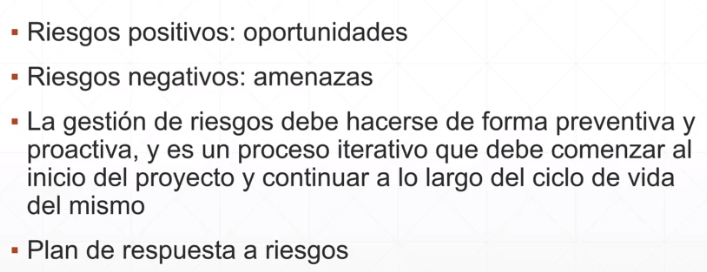 ▪ Riesgos positivos: oportunidades
▪ Riesgos negativos: amenazas
▪ La gestión de riesgos debe hacerse de forma preventiva y
proactiva, y es un proceso iterativo que debe comenzar al
inicio del proyecto y continuar a lo largo del ciclo de vida
del mismo
▪ Plan de respuesta a riesgos